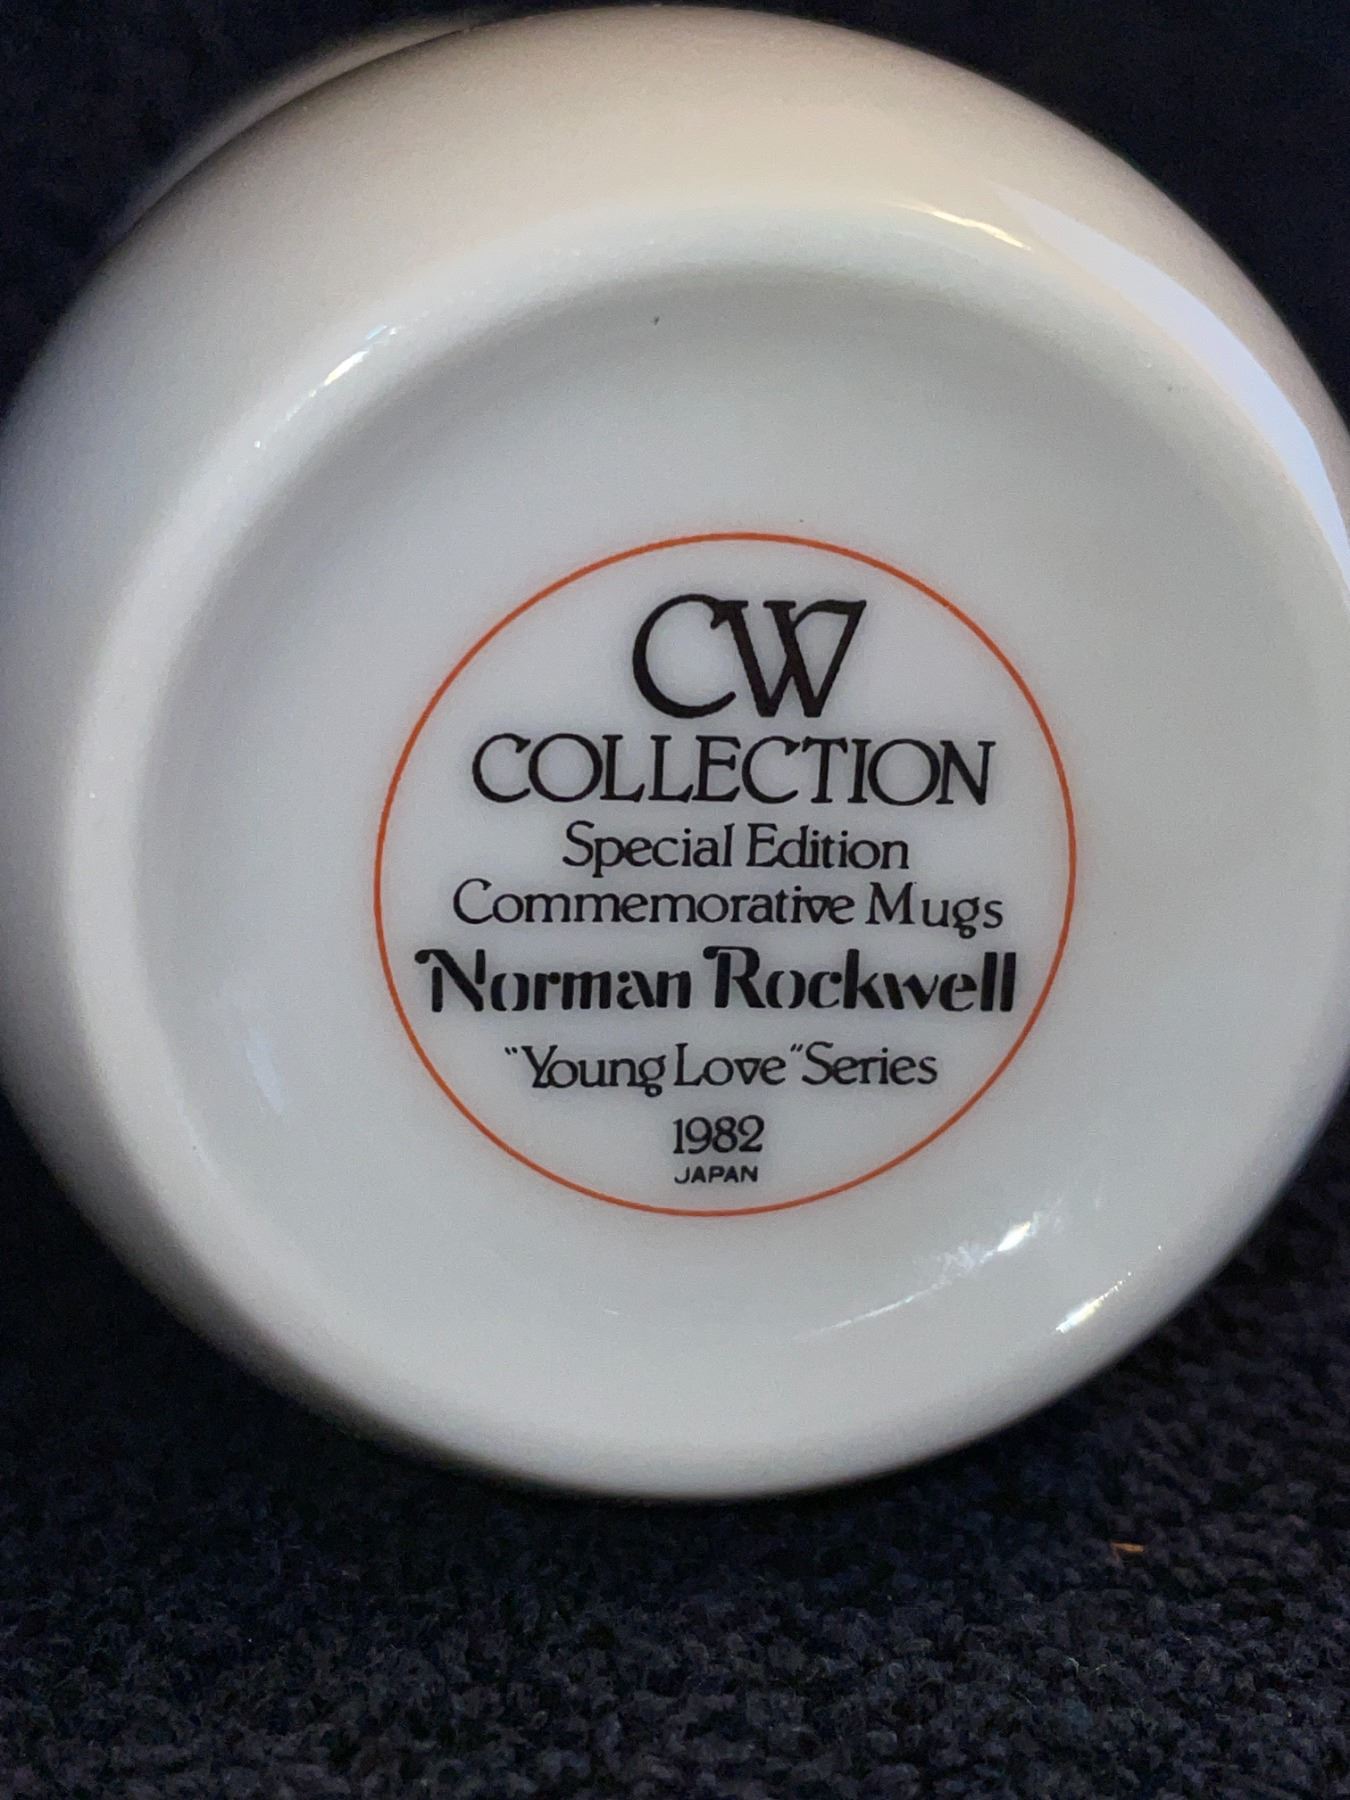 CW
COLLECTION
Special Edition
Commemorative Mugs
Norman Rockwell
"Young Love" Series
1982
JAPAN